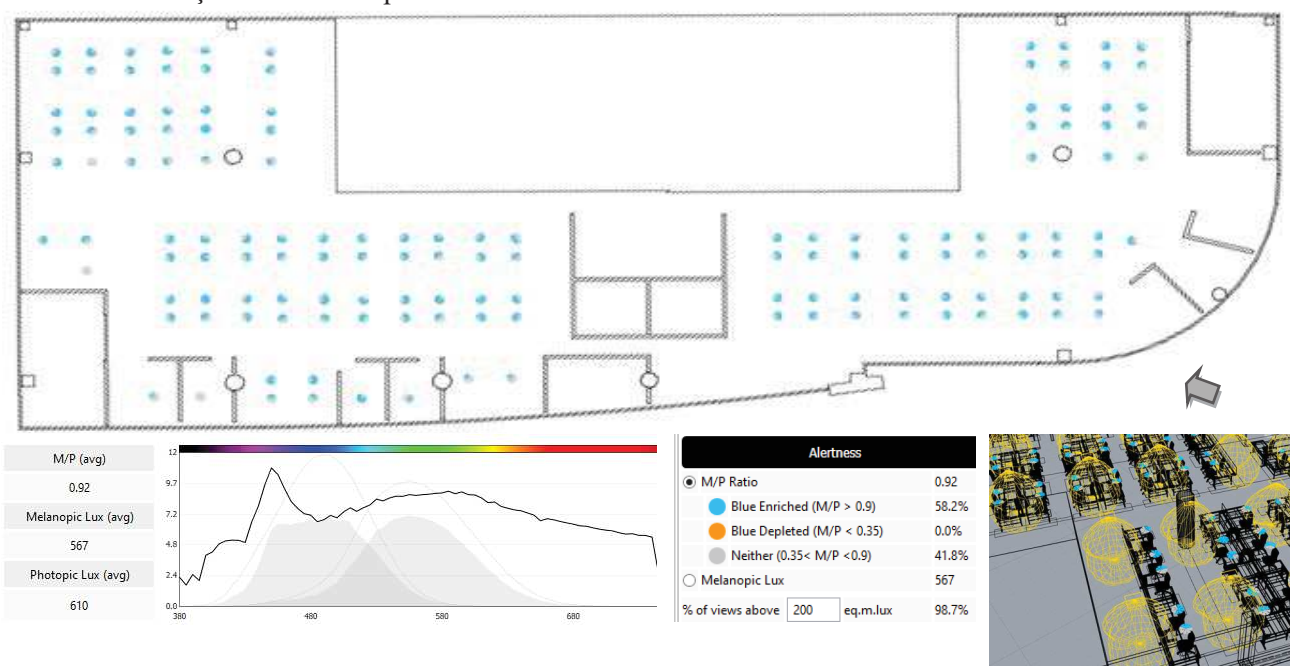 M/P (avg)
0.92
Melanopic Lux (avg)
567
Photopic Lux (avg)
610
12
9.7
7.2
4.8
2.4
0.0
380
480
580
680
Alertness
M/P Ratio 0.92
Blue Enriched (M/P > 0.9) 58.2%
Blue Depleted (M/P < 0.35) 0.0%
Neither (0.35< M/P <0.9) 41.8%
Melanopic Lux 567
% of views above 200 eq.m.lux 98.7%